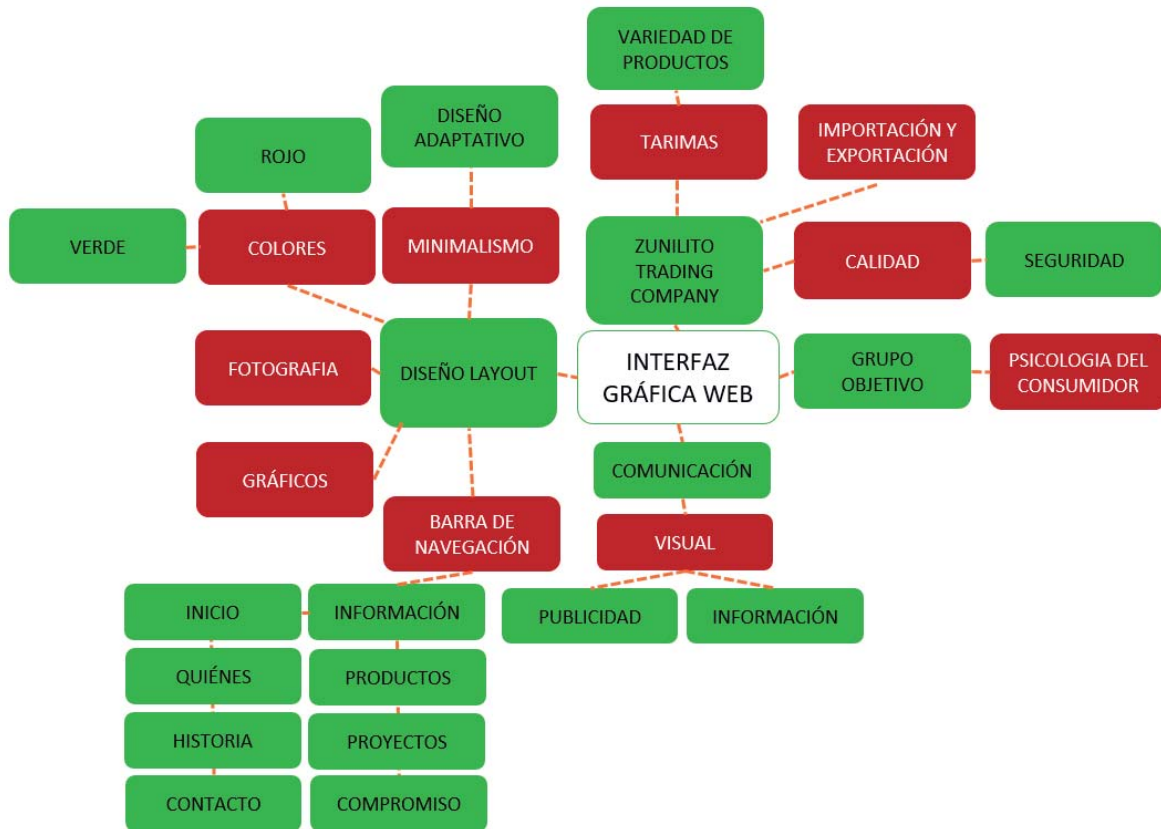 VARIEDAD DE
PRODUCTOS
DISEÑO
ADAPTATIVO
TARIMAS
IMPORTACIÓN Y
EXPORTACIÓN
ROJO
VERDE
COLORES
MINIMALISMO
ZUNILITO
TRADING
COMPANY
CALIDAD
SEGURIDAD
FOTOGRAFIA
DISEÑO LAYOUT
INTERFAZ
GRÁFICA WEB
GRUPO
OBJETIVO
PSICOLOGIA DEL
CONSUMIDOR
GRÁFICOS
COMUNICACIÓN
BARRA DE
NAVEGACIÓN
VISUAL
INICIO
INFORMACIÓN
PUBLICIDAD
INFORMACIÓN
QUIÉNES
PRODUCTOS
HISTORIA
PROYECTOS
CONTACTO
COMPROMISO